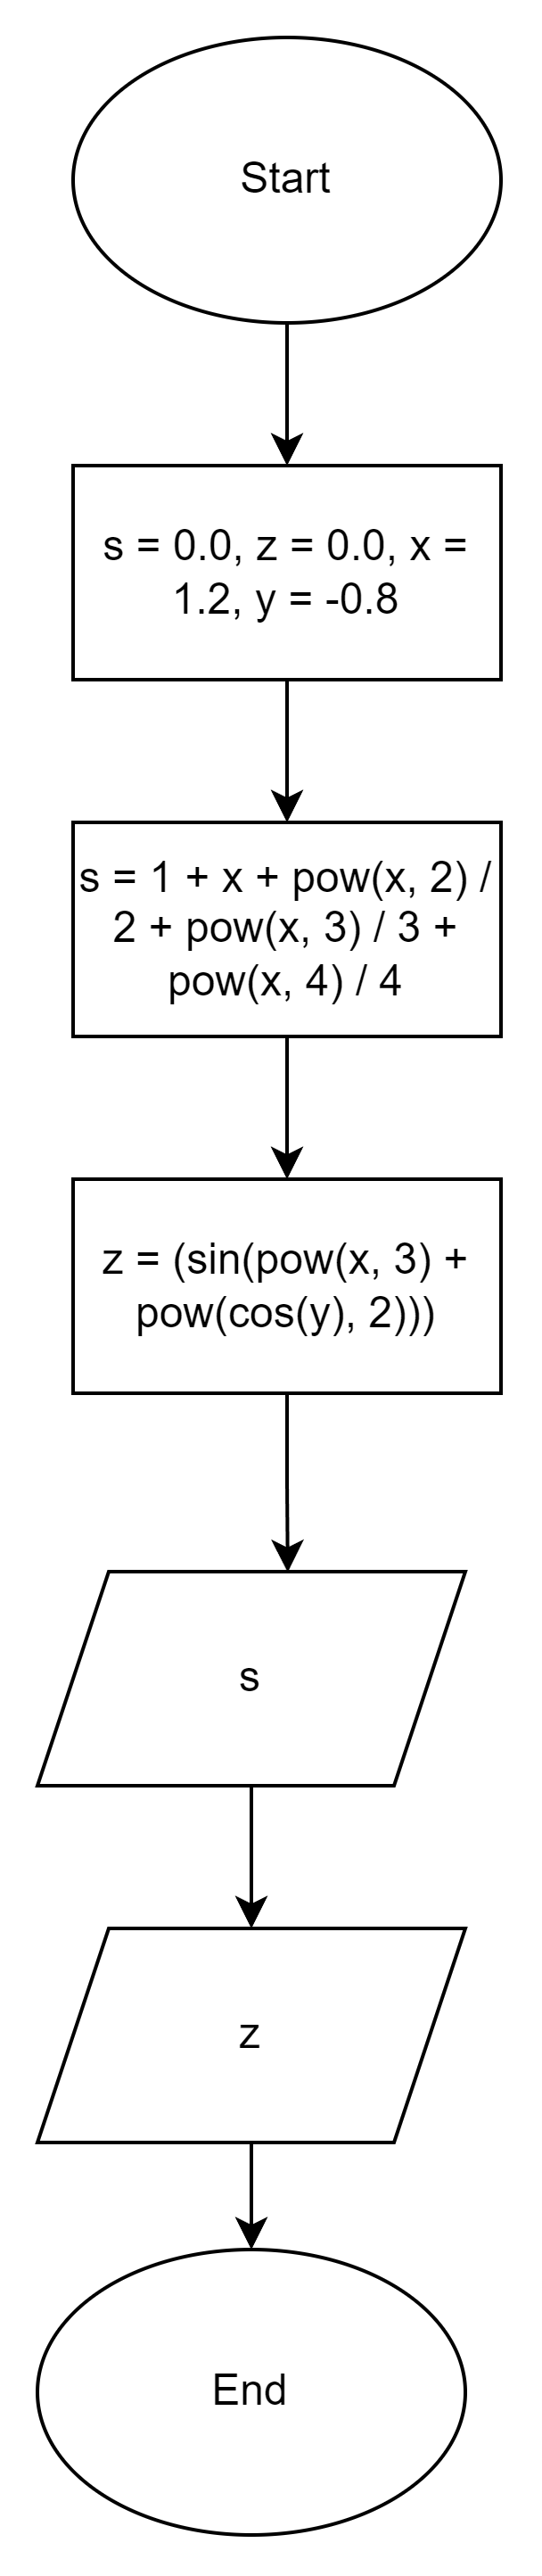 Start
s = 0.0, z = 0.0, x =
1.2, y = -0.8
s = 1 + x + pow(x, 2) /
2 + pow(x, 3) / 3 +
pow(x, 4) / 4
z = (sin(pow(x, 3) +
pow(cos(y), 2)))
s
z
End